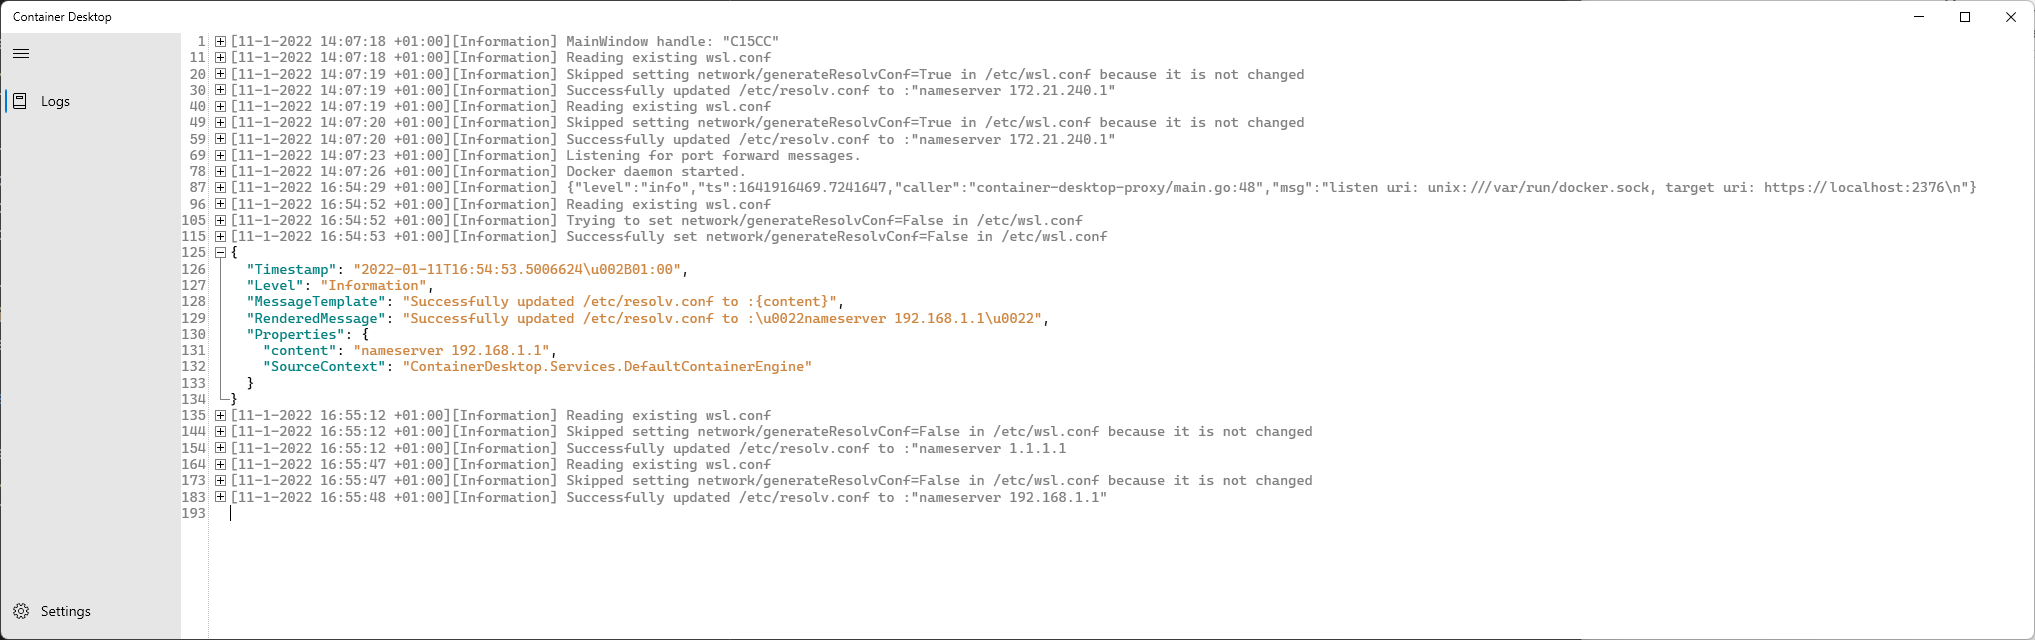 Container Desktop
Logs
Settings
1 [11-1-2022 14:07:18 +01:00][Information] MainWindow handle: "C15CC"
11 [11-1-2022 14:07:18 +01:00][Information] Reading existing wsl.conf
20 [11-1-2022 14:07:19 +01:00][Information] Skipped setting network/generateResolvConf=True in /etc/wsl.conf because it is not changed
30 [11-1-2022 14:07:19 +01:00][Information] Successfully updated /etc/resolv.conf to :"nameserver 172.21.240.1"
40 [11-1-2022 14:07:19 +01:00][Information] Reading existing wsl.conf
49 [11-1-2022 14:07:20 +01:00][Information] Skipped setting network/generateResolvConf=True in /etc/wsl.conf because it is not changed
59 [11-1-2022 14:07:20 +01:00][Information] Successfully updated /etc/resolv.conf to :"nameserver 172.21.240.1"
69 [11-1-2022 14:07:23 +01:00][Information] Listening for port forward messages.
78 [11-1-2022 14:07:26 +01:00][Information] Docker daemon started.
87 [11-1-2022 16:54:29 +01:00][Information] {"level":"info","ts":1641916469.7241647,"caller":"container-desktop-proxy/main.go:48","msg":"listen uri: unix:///var/run/docker.sock, target uri: https://localhost:2376\n"}
96 [11-1-2022 16:54:52 +01:00][Information] Reading existing wsl.conf
105 [11-1-2022 16:54:52 +01:00][Information] Trying to set network/generateResolvConf=False in /etc/wsl.conf
115 [11-1-2022 16:54:53 +01:00][Information] Successfully set network/generateResolvConf=False in /etc/wsl.conf
125 {
126 "Timestamp": "2022-01-11T16:54:53.5006624\u002B01:00",
127 "Level": "Information",
128 "MessageTemplate": "Successfully updated /etc/resolv.conf to :{content}",
129 "RenderedMessage": "Successfully updated /etc/resolv.conf to :\u0022nameserver 192.168.1.1\u0022",
130 "Properties": {
131 "content": "nameserver 192.168.1.1",
132 "SourceContext": "ContainerDesktop.Services.DefaultContainerEngine"
133 }
134 }
135 [11-1-2022 16:55:12 +01:00][Information] Reading existing wsl.conf
144 [11-1-2022 16:55:12 +01:00][Information] Skipped setting network/generateResolvConf=False in /etc/wsl.conf because it is not changed
154 [11-1-2022 16:55:12 +01:00][Information] Successfully updated /etc/resolv.conf to :"nameserver 1.1.1.1
164 [11-1-2022 16:55:47 +01:00][Information] Reading existing wsl.conf
173 [11-1-2022 16:55:47 +01:00][Information] Skipped setting network/generateResolvConf=False in /etc/wsl.conf because it is not changed
183 [11-1-2022 16:55:48 +01:00][Information] Successfully updated /etc/resolv.conf to :"nameserver 192.168.1.1"
193